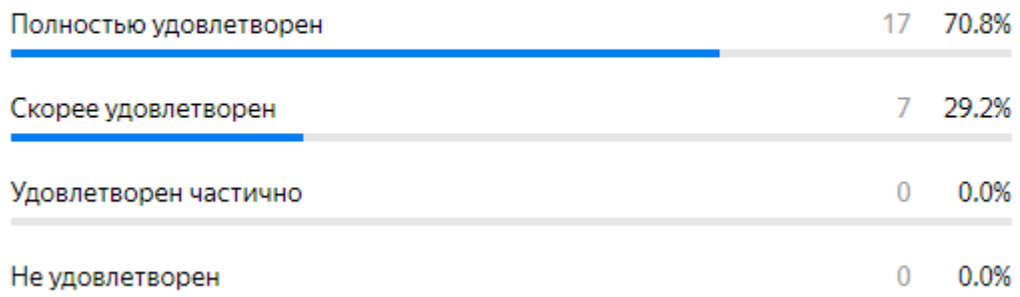 Полностью удовлетворен 17 70.8%
Скорее удовлетворен 7 29.2%
Удовлетворен частично 0 0.0%
Не удовлетворен 0 0.0%